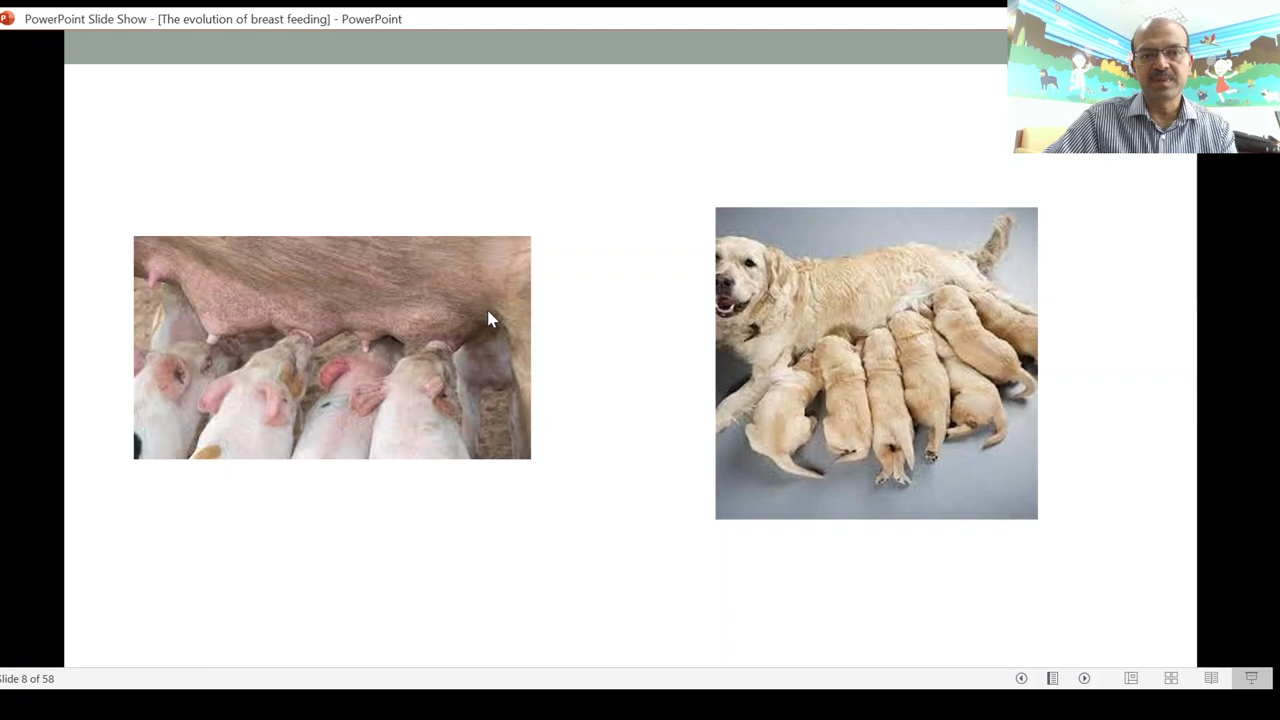 PowerPoint Slide Show - [The evolution of breast feeding] - PowerPoint
Slide 8 of 58